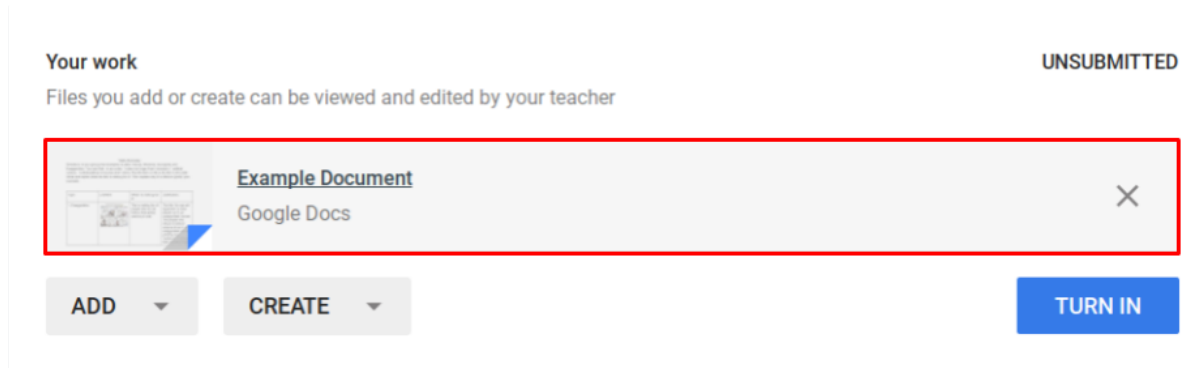 Your work
UNSUBMITTED
Files you add or create can be viewed and edited by your teacher
Example Document
Google Docs
ADD
CREATE
TURN IN